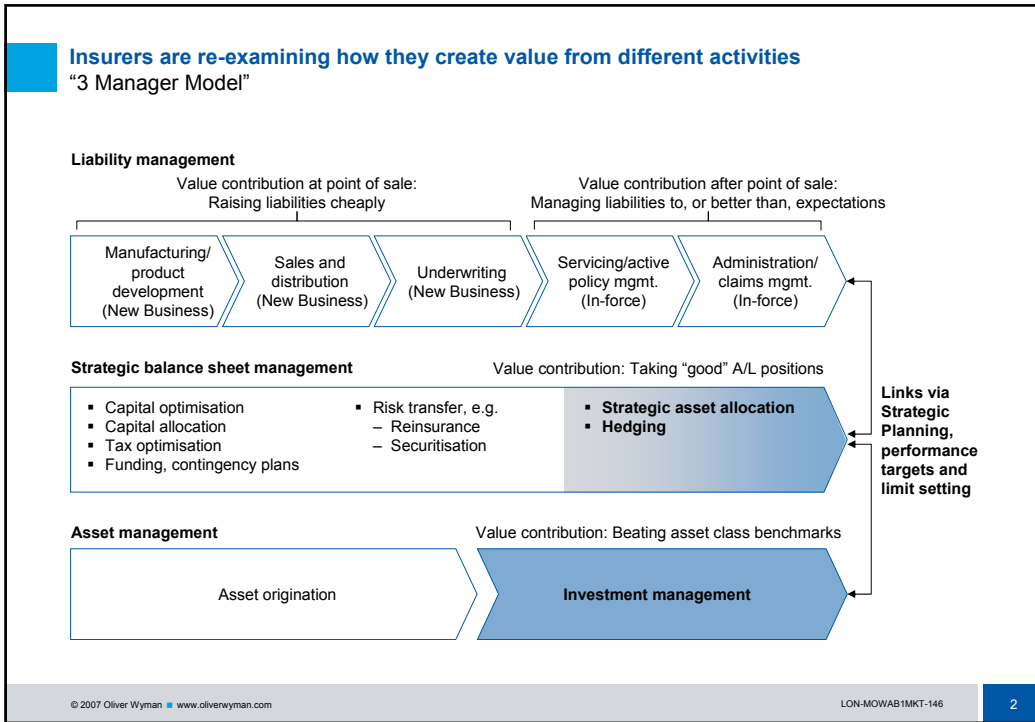 Insurers are re-examining how they create value from different activities
“3 Manager Model”
Liability management
Value contribution at point of sale:
Raising liabilities cheaply
Value contribution after point of sale:
Managing liabilities to, or better than, expectations
Manufacturing/
product
development
(New Business)
Sales and
distribution
(New Business)
Underwriting
(New Business)
Servicing/active
policy mgmt.
(In-force)
Administration/
claims mgmt.
(In-force)
Strategic balance sheet management
Value contribution: Taking “good” A/L positions
▪ Capital optimisation
▪ Capital allocation
▪ Tax optimisation
▪ Funding, contingency plans
▪ Risk transfer, e.g.
– Reinsurance
– Securitisation
▪ Strategic asset allocation
▪ Hedging
Links via
Strategic
Planning,
performance
targets and
limit setting
Asset management
Value contribution: Beating asset class benchmarks
Asset origination
Investment management
© 2007 Oliver Wyman ■ www.oliverwyman.com
LON-MOWAB1MKT-146
2